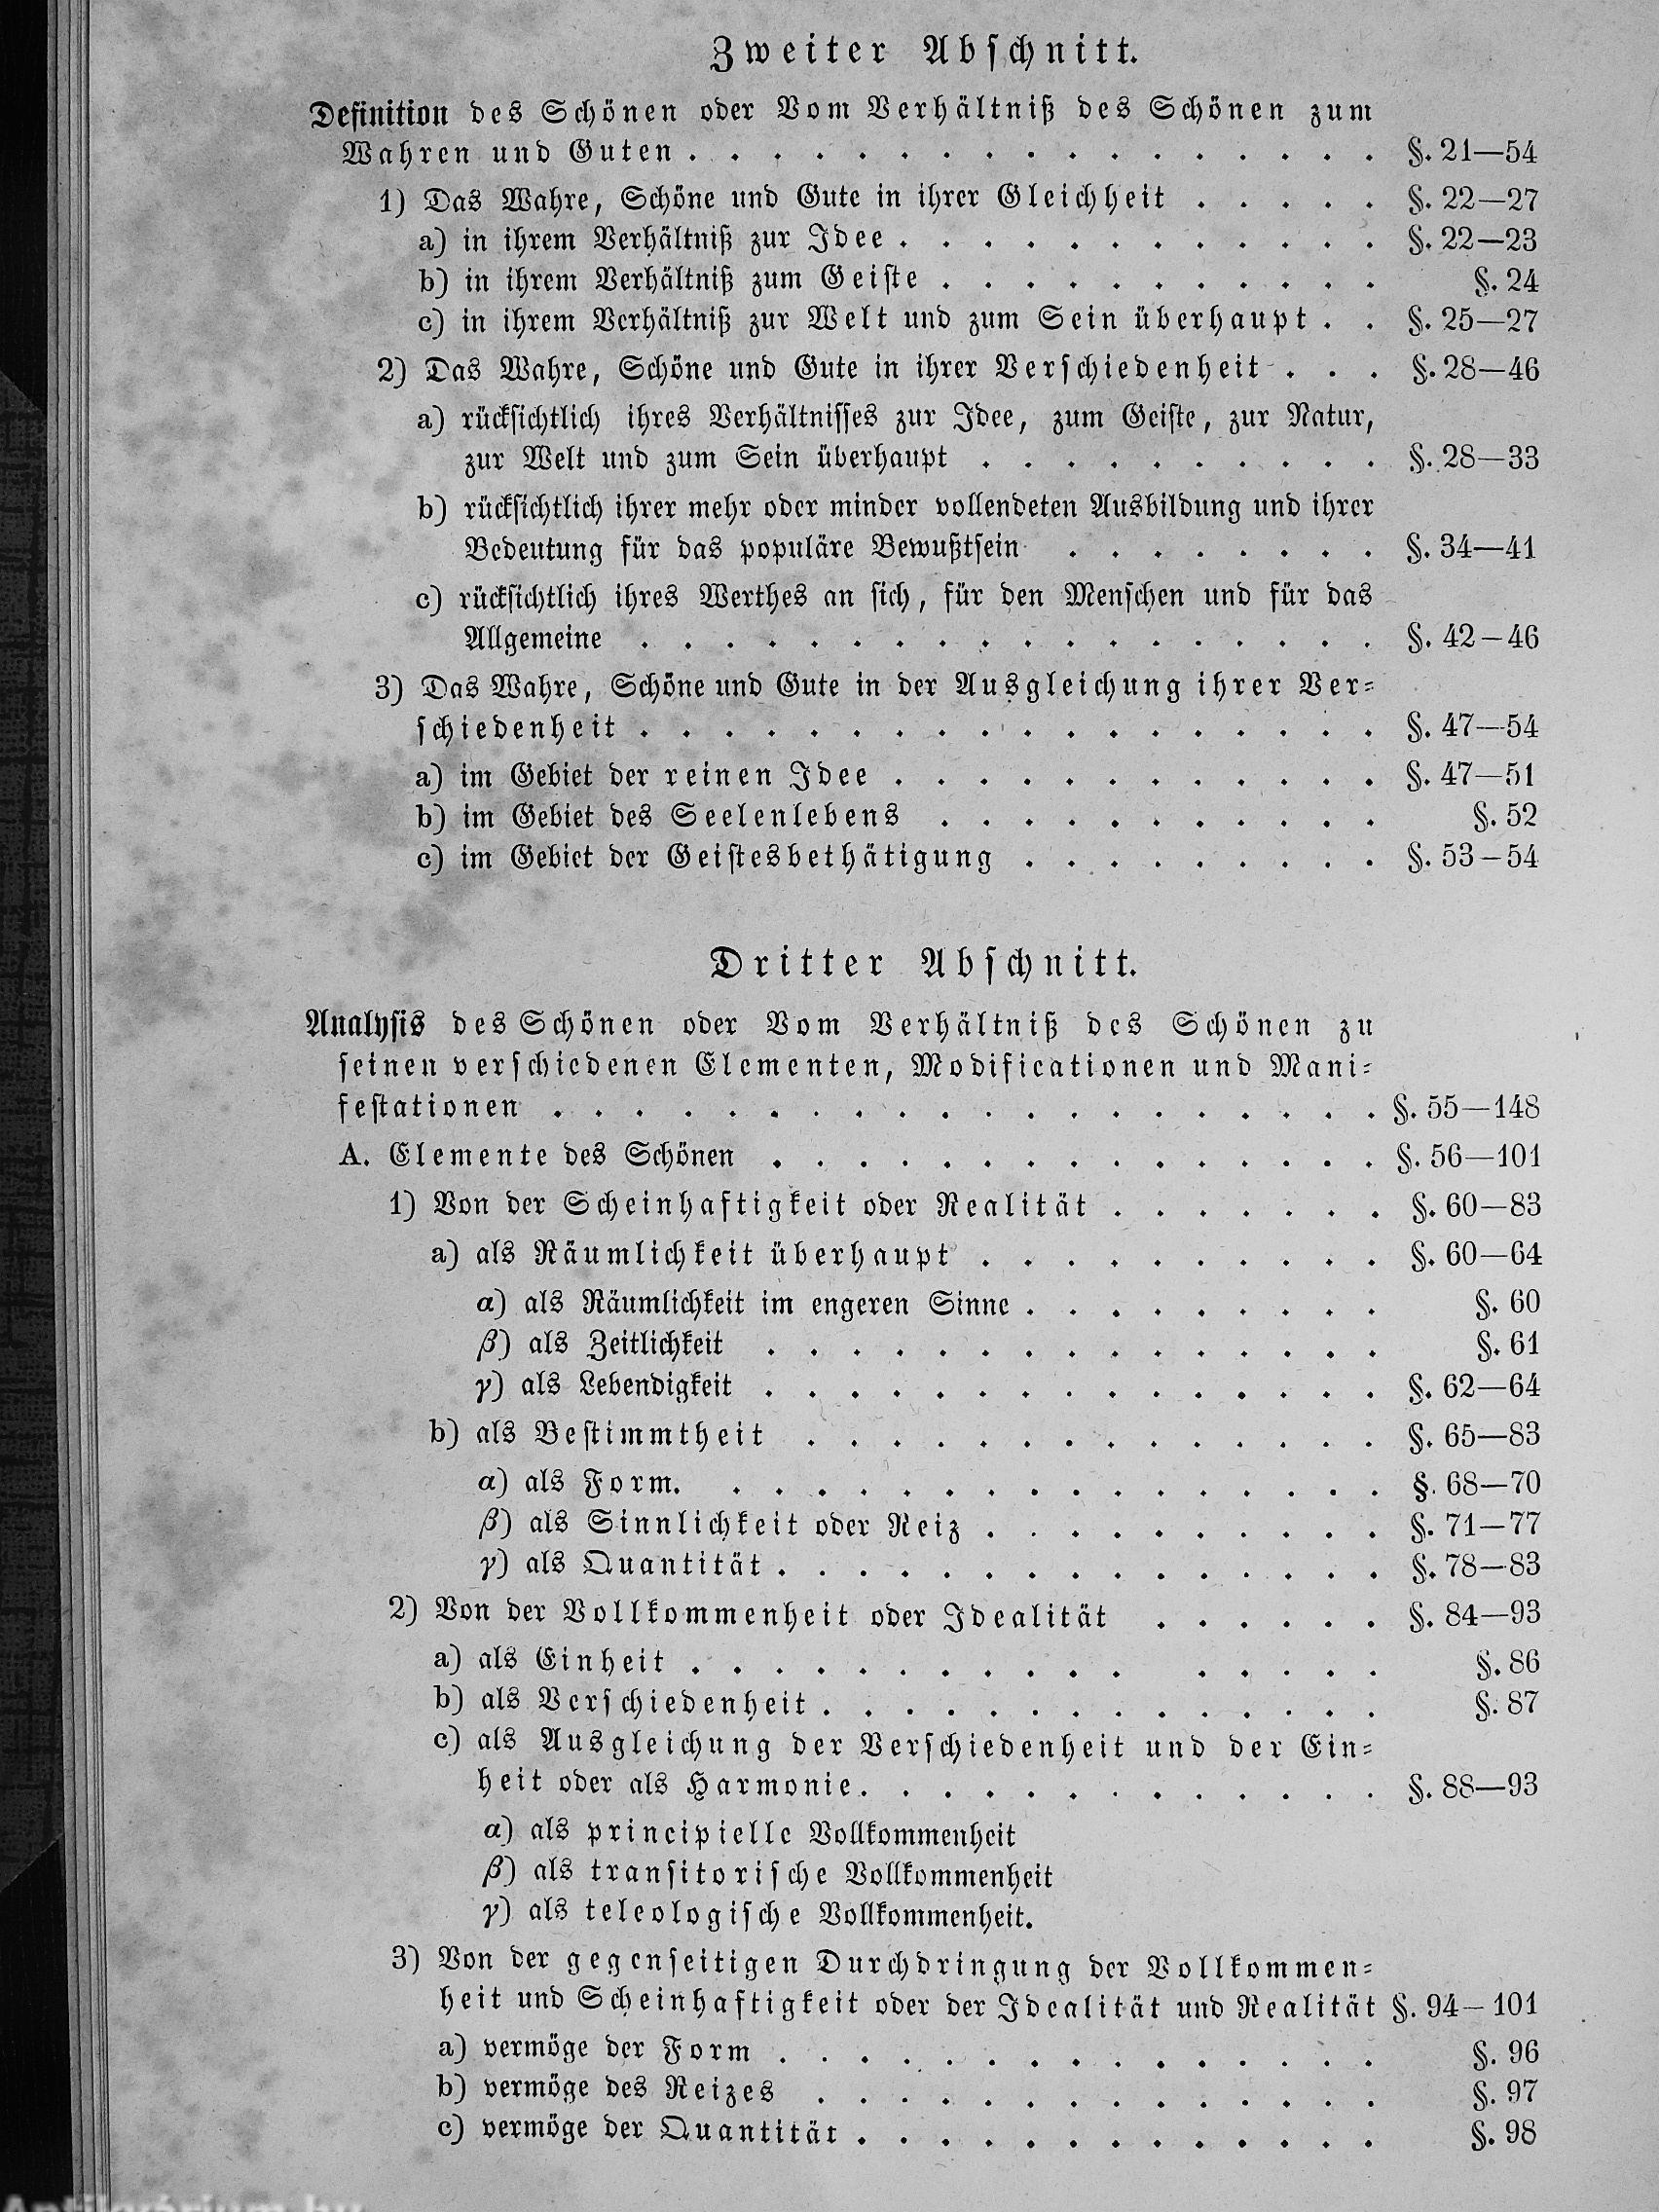 Zweiter Abschnitt.
Definition des Schönen oder Vom Verhältniß des Schönen zum
Wahren und Guten . . . . . . . . . . . . . . . . . §. 21—54
1) Das Wahre, Schöne und Gute in ihrer Gleichheit . . . . . §. 22—27
a) in ihrem Verhältniß zur Idee . . . . . . . . . . . . §. 22—23
b) in ihrem Verhältniß zum Geiste . . . . . . . . . . . §. 24
c) in ihrem Verhältniß zur Welt und zum Sein überhaupt . . §. 25—27
2) Das Wahre, Schöne und Gute in ihrer Verschiedenheit . . . §. 28—46
a) rücksichtlich ihres Verhältnisses zur Idee, zum Geiste, zur Natur,
zur Welt und zum Sein überhaupt . . . . . . . . . . §. 28—33
b) rücksichtlich ihrer mehr oder minder vollendeten Ausbildung und ihrer
Bedeutung für das populäre Bewußtsein . . . . . . . . §. 34—41
c) rücksichtlich ihres Werthes an sich, für den Menschen und für das
Allgemeine . . . . . . . . . . . . . . . . . . §. 42—46
3) Das Wahre, Schöne und Gute in der Ausgleichung ihrer Ver-
schiedenheit . . . . . . . . . . . . . . . . . . §. 47—54
a) im Gebiet der reinen Idee . . . . . . . . . . . . §. 47—51
b) im Gebiet des Seelenlebens . . . . . . . . . . . §. 52
c) im Gebiet der Geistesbethätigung . . . . . . . . . §. 53—54
Dritter Abschnitt.
Analysis des Schönen oder Vom Verhältniß des Schönen zu
seinen verschiedenen Elementen, Modificationen und Mani-
festationen . . . . . . . . . . . . . . . . . . . . §. 55—148
A. Elemente des Schönen . . . . . . . . . . . . . . . §. 56—101
1) Von der Scheinhaftigkeit oder Realität . . . . . . . §. 60—83
a) als Räumlichkeit überhaupt . . . . . . . . . . §. 60—64
α) als Räumlichkeit im engeren Sinne . . . . . . . . . §. 60
β) als Zeitlichkeit . . . . . . . . . . . . . . . §. 61
γ) als Lebendigkeit . . . . . . . . . . . . . . . §. 62—64
b) als Bestimmtheit . . . . . . . . . . . . . . §. 65—83
α) als Form. . . . . . . . . . . . . . . . . §. 68—70
β) als Sinnlichkeit oder Reiz . . . . . . . . . . §. 71—77
γ) als Quantität . . . . . . . . . . . . . . . §. 78—83
2) Von der Vollkommenheit oder Idealität . . . . . . §. 84—93
a) als Einheit . . . . . . . . . . . . . . . . §. 86
b) als Verschiedenheit . . . . . . . . . . . . . . §. 87
c) als Ausgleichung der Verschiedenheit und der Ein-
heit oder als Harmonie . . . . . . . . . . . . . §. 88—93
α) als principielle Vollkommenheit
β) als transitorische Vollkommenheit
γ) als teleologische Vollkommenheit.
3) Von der gegenseitigen Durchdringung der Vollkommen-
heit und Scheinhaftigkeit oder der Idealität und Realität §. 94—101
a) vermöge der Form . . . . . . . . . . . . . . . §. 96
b) vermöge des Reizes . . . . . . . . . . . . . . §. 97
c) vermöge der Quantität . . . . . . . . . . . . . §. 98